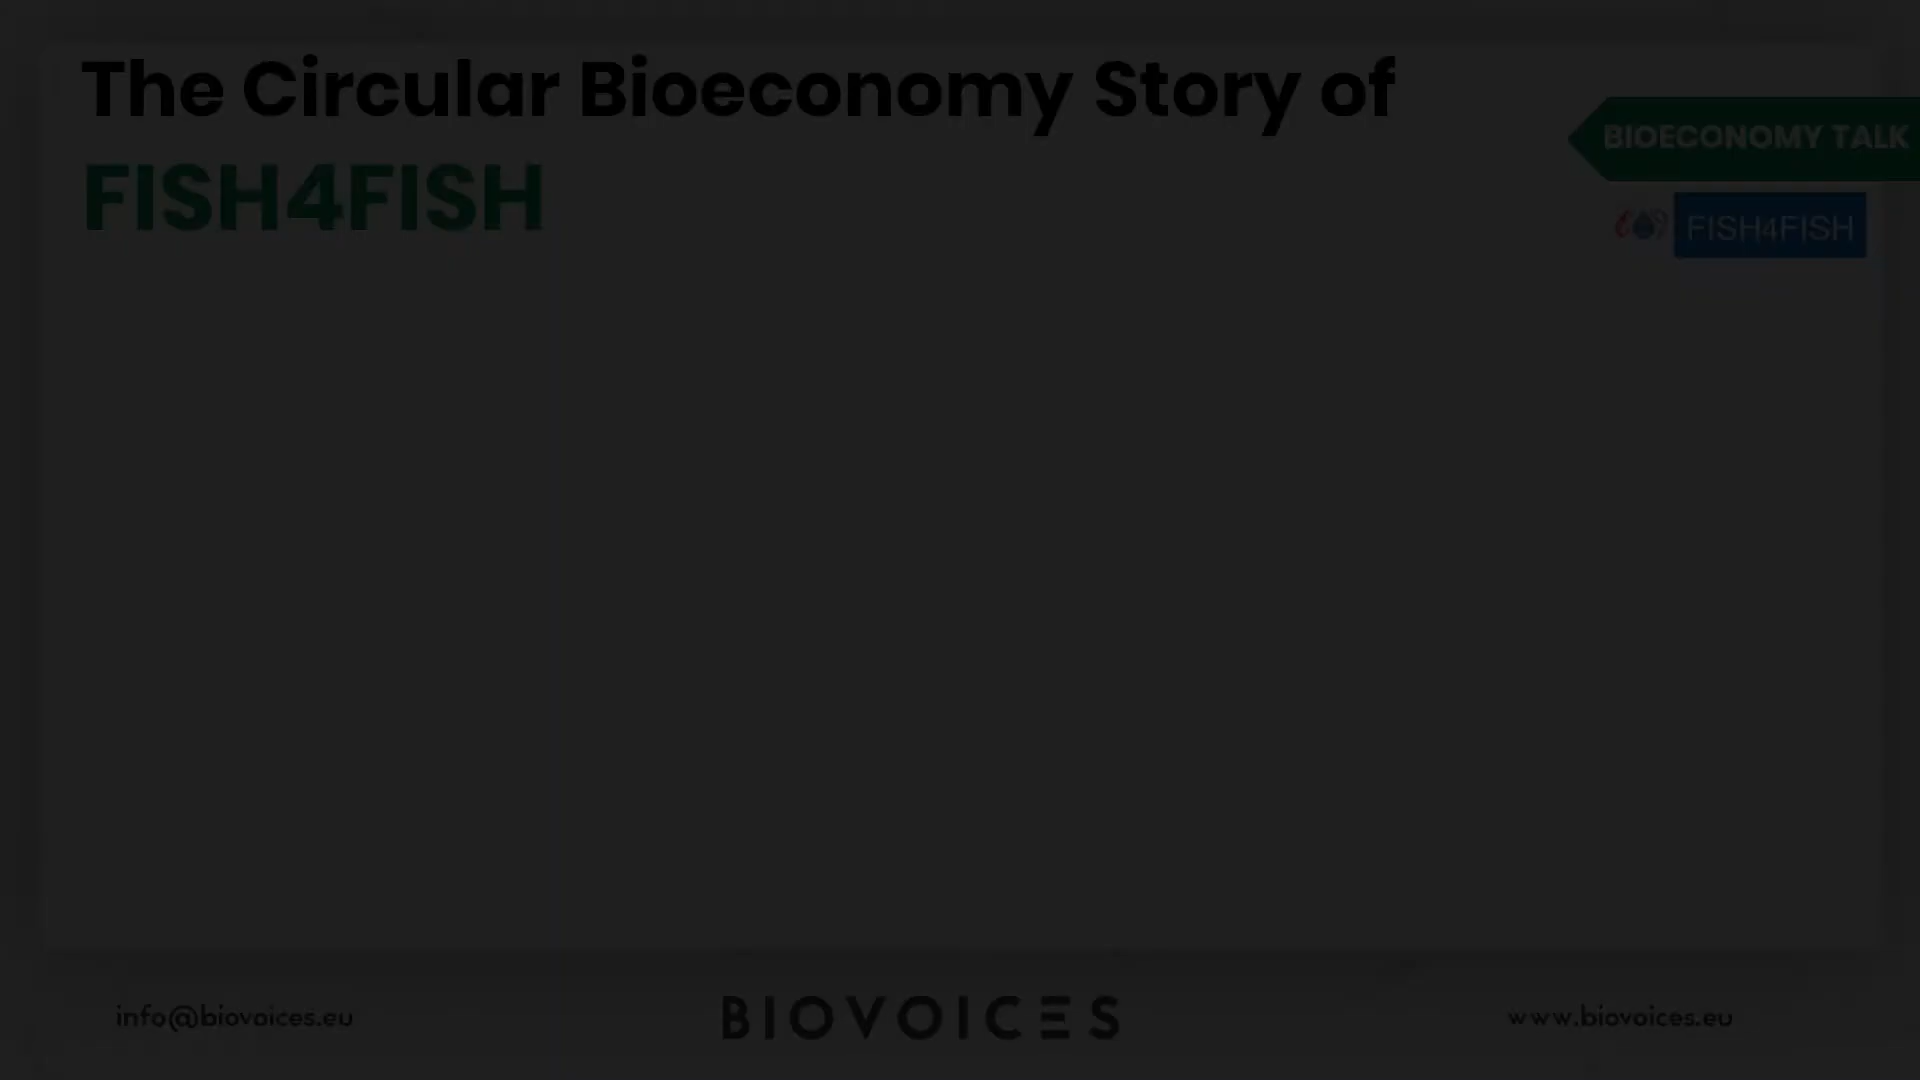 The Circular Bioeconomy Story of
FISH4FISH
BIOECONOMY TALK
FISH4FISH
info@biovoices.eu
BIOVOICES
www.biovoices.eu